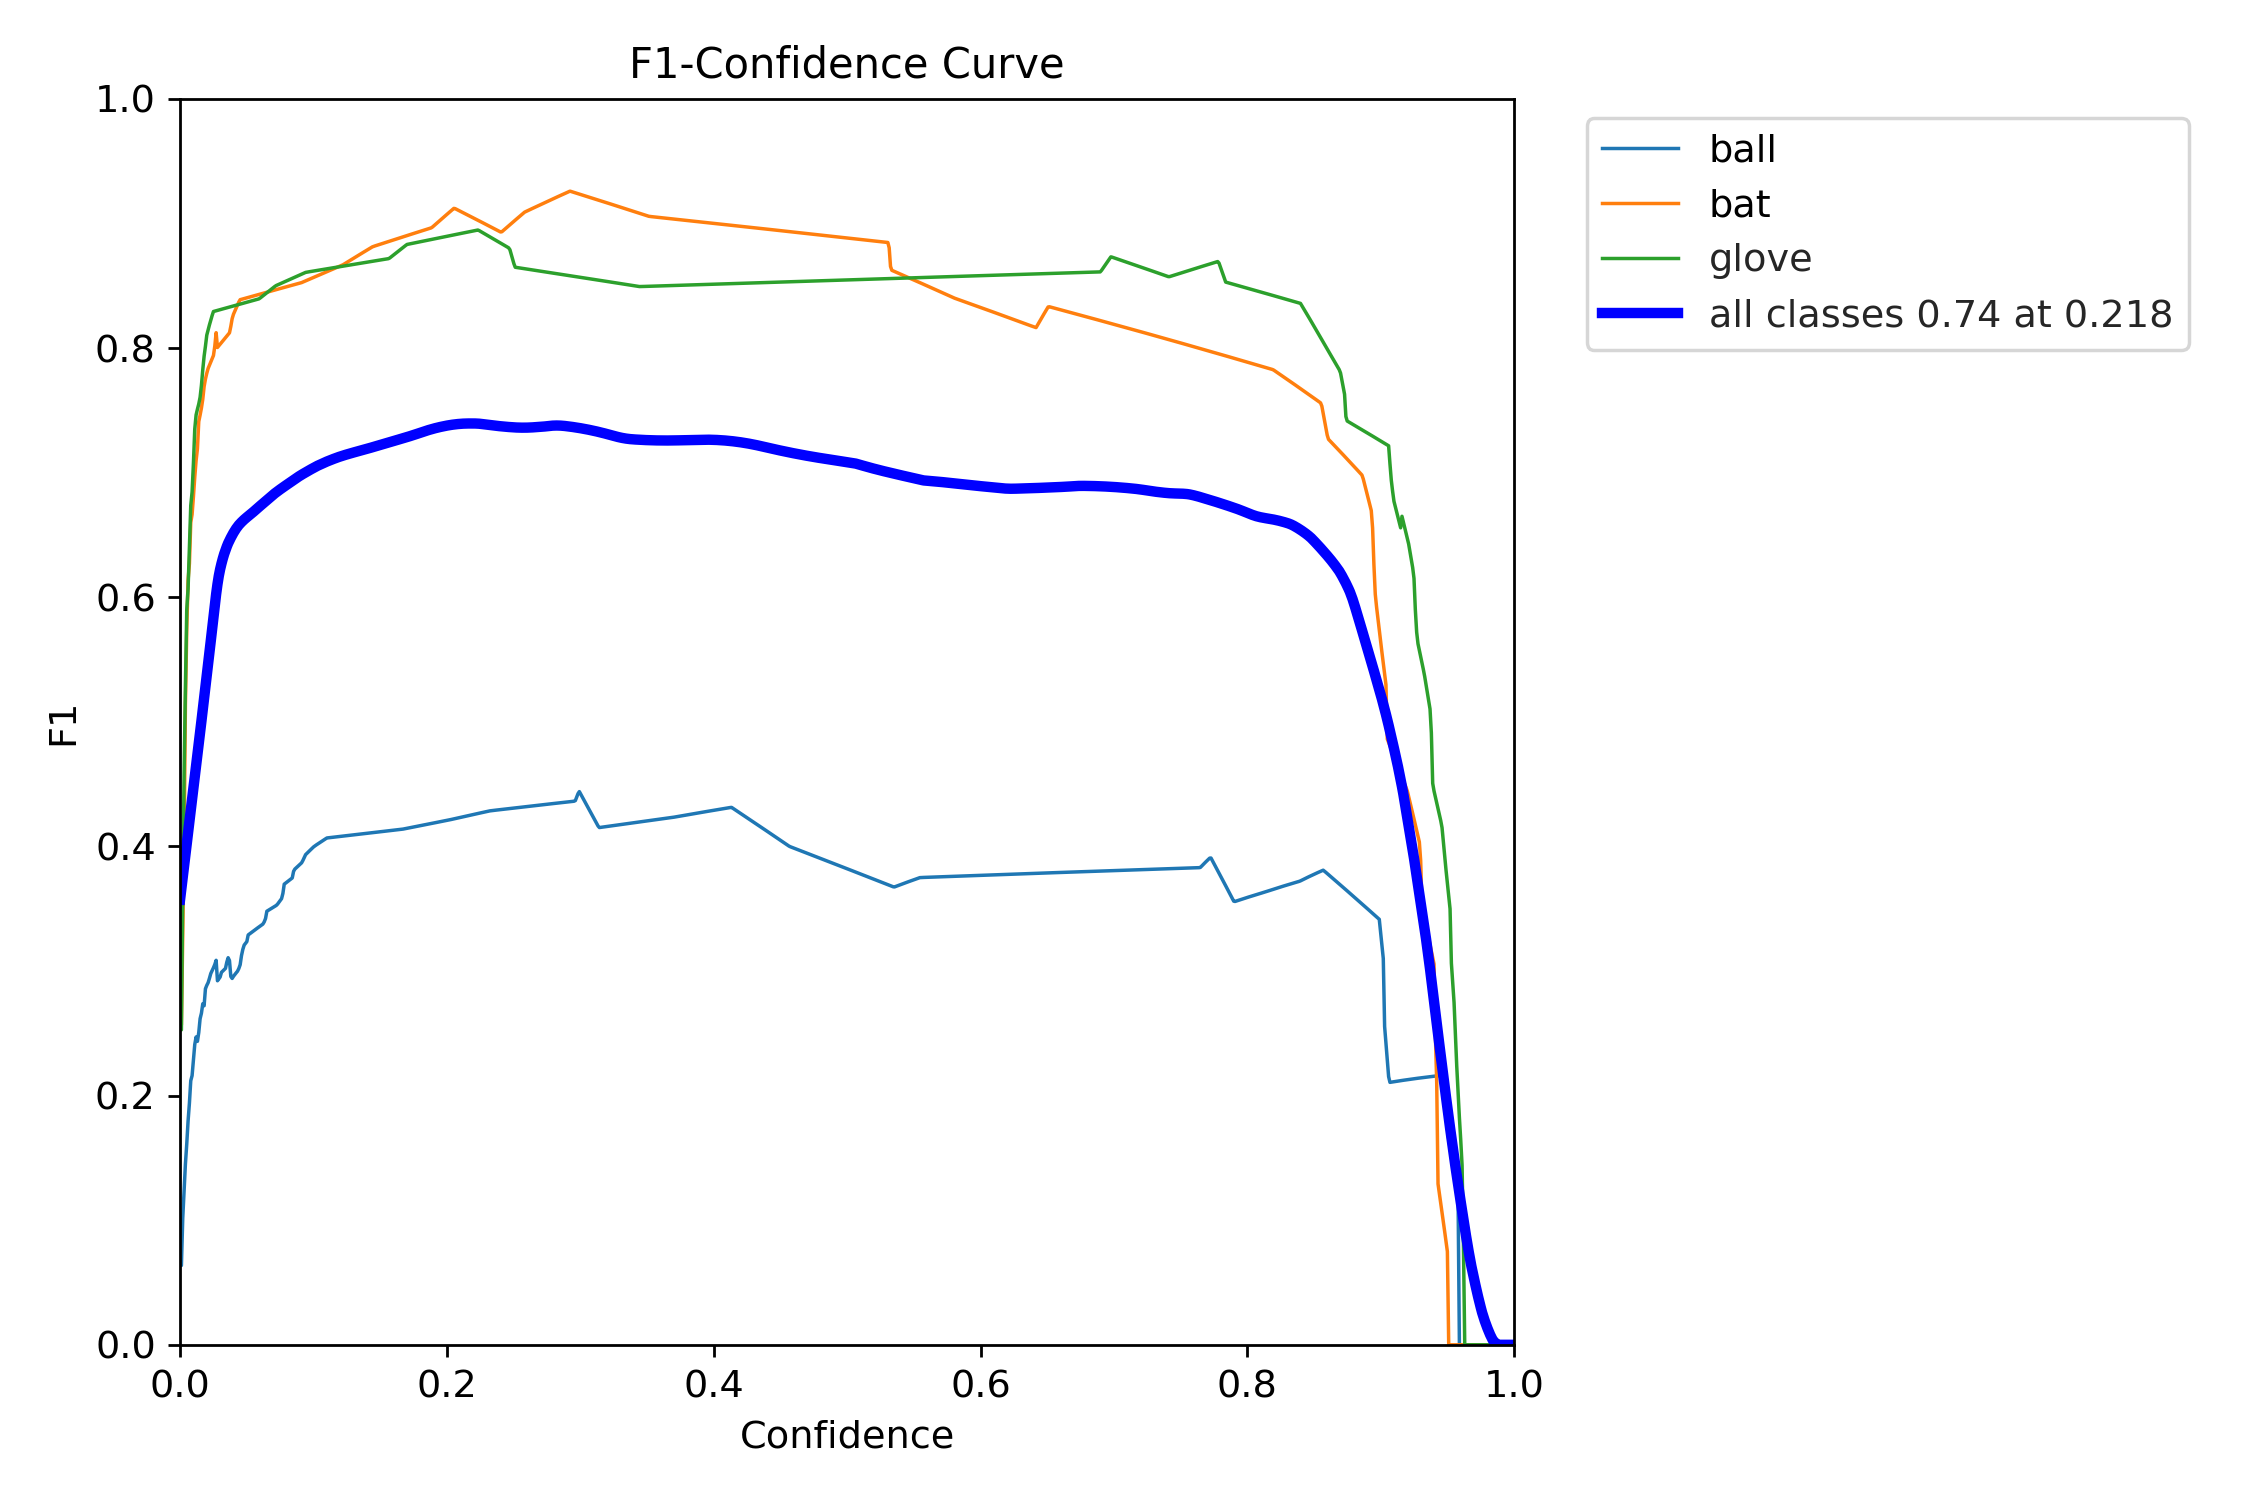 F1-Confidence Curve
1.0
0.8
0.6
0.4
0.2
0.0
F1
0.0 0.2 0.4 0.6 0.8 1.0
Confidence
ball
bat
glove
all classes 0.74 at 0.218